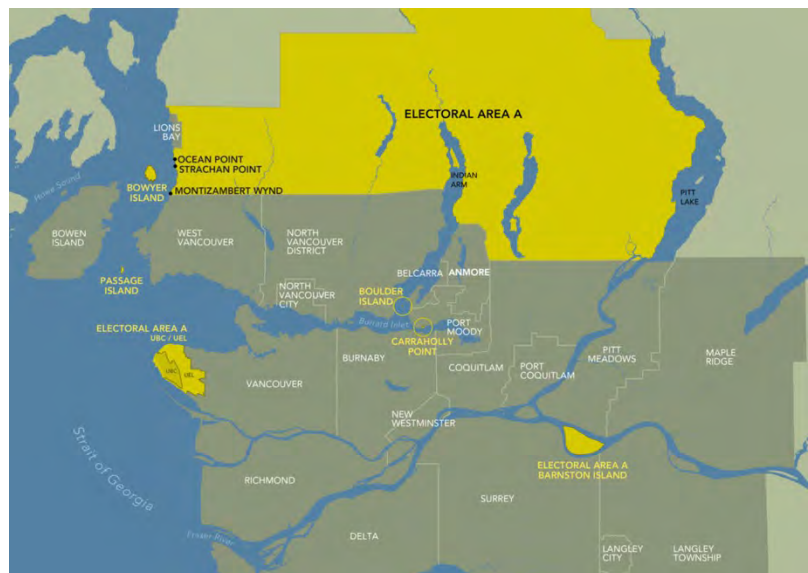 ELECTORAL AREA A
LIONS
BAY
OCEAN POINT
STRACHAN POINT
BOWYER
ISLAND
MONTIZAMBERT WYND
INDIAN
ARM
PITT
LAKE
Howe Sound
BOWEN
ISLAND
WEST
VANCOUVER
NORTH
VANCOUVER
DISTRICT
PASSAGE
ISLAND
NORTH
VANCOUVER
CITY
BELCARRA
ANMORE
BOULDER
ISLAND
Burrard Inlet
PORT
MOODY
CARRAHOLLY
POINT
ELECTORAL AREA A
UBC / UEL
UBC
UEL
VANCOUVER
BURNABY
COQUITLAM
PORT
COQUITLAM
PITT
MEADOWS
MAPLE
RIDGE
NEW
WESTMINSTER
Strait of Georgia
ELECTORAL AREA A
BARNSTON ISLAND
RICHMOND
SURREY
Fraser River
DELTA
LANGLEY
CITY
LANGLEY
TOWNSHIP